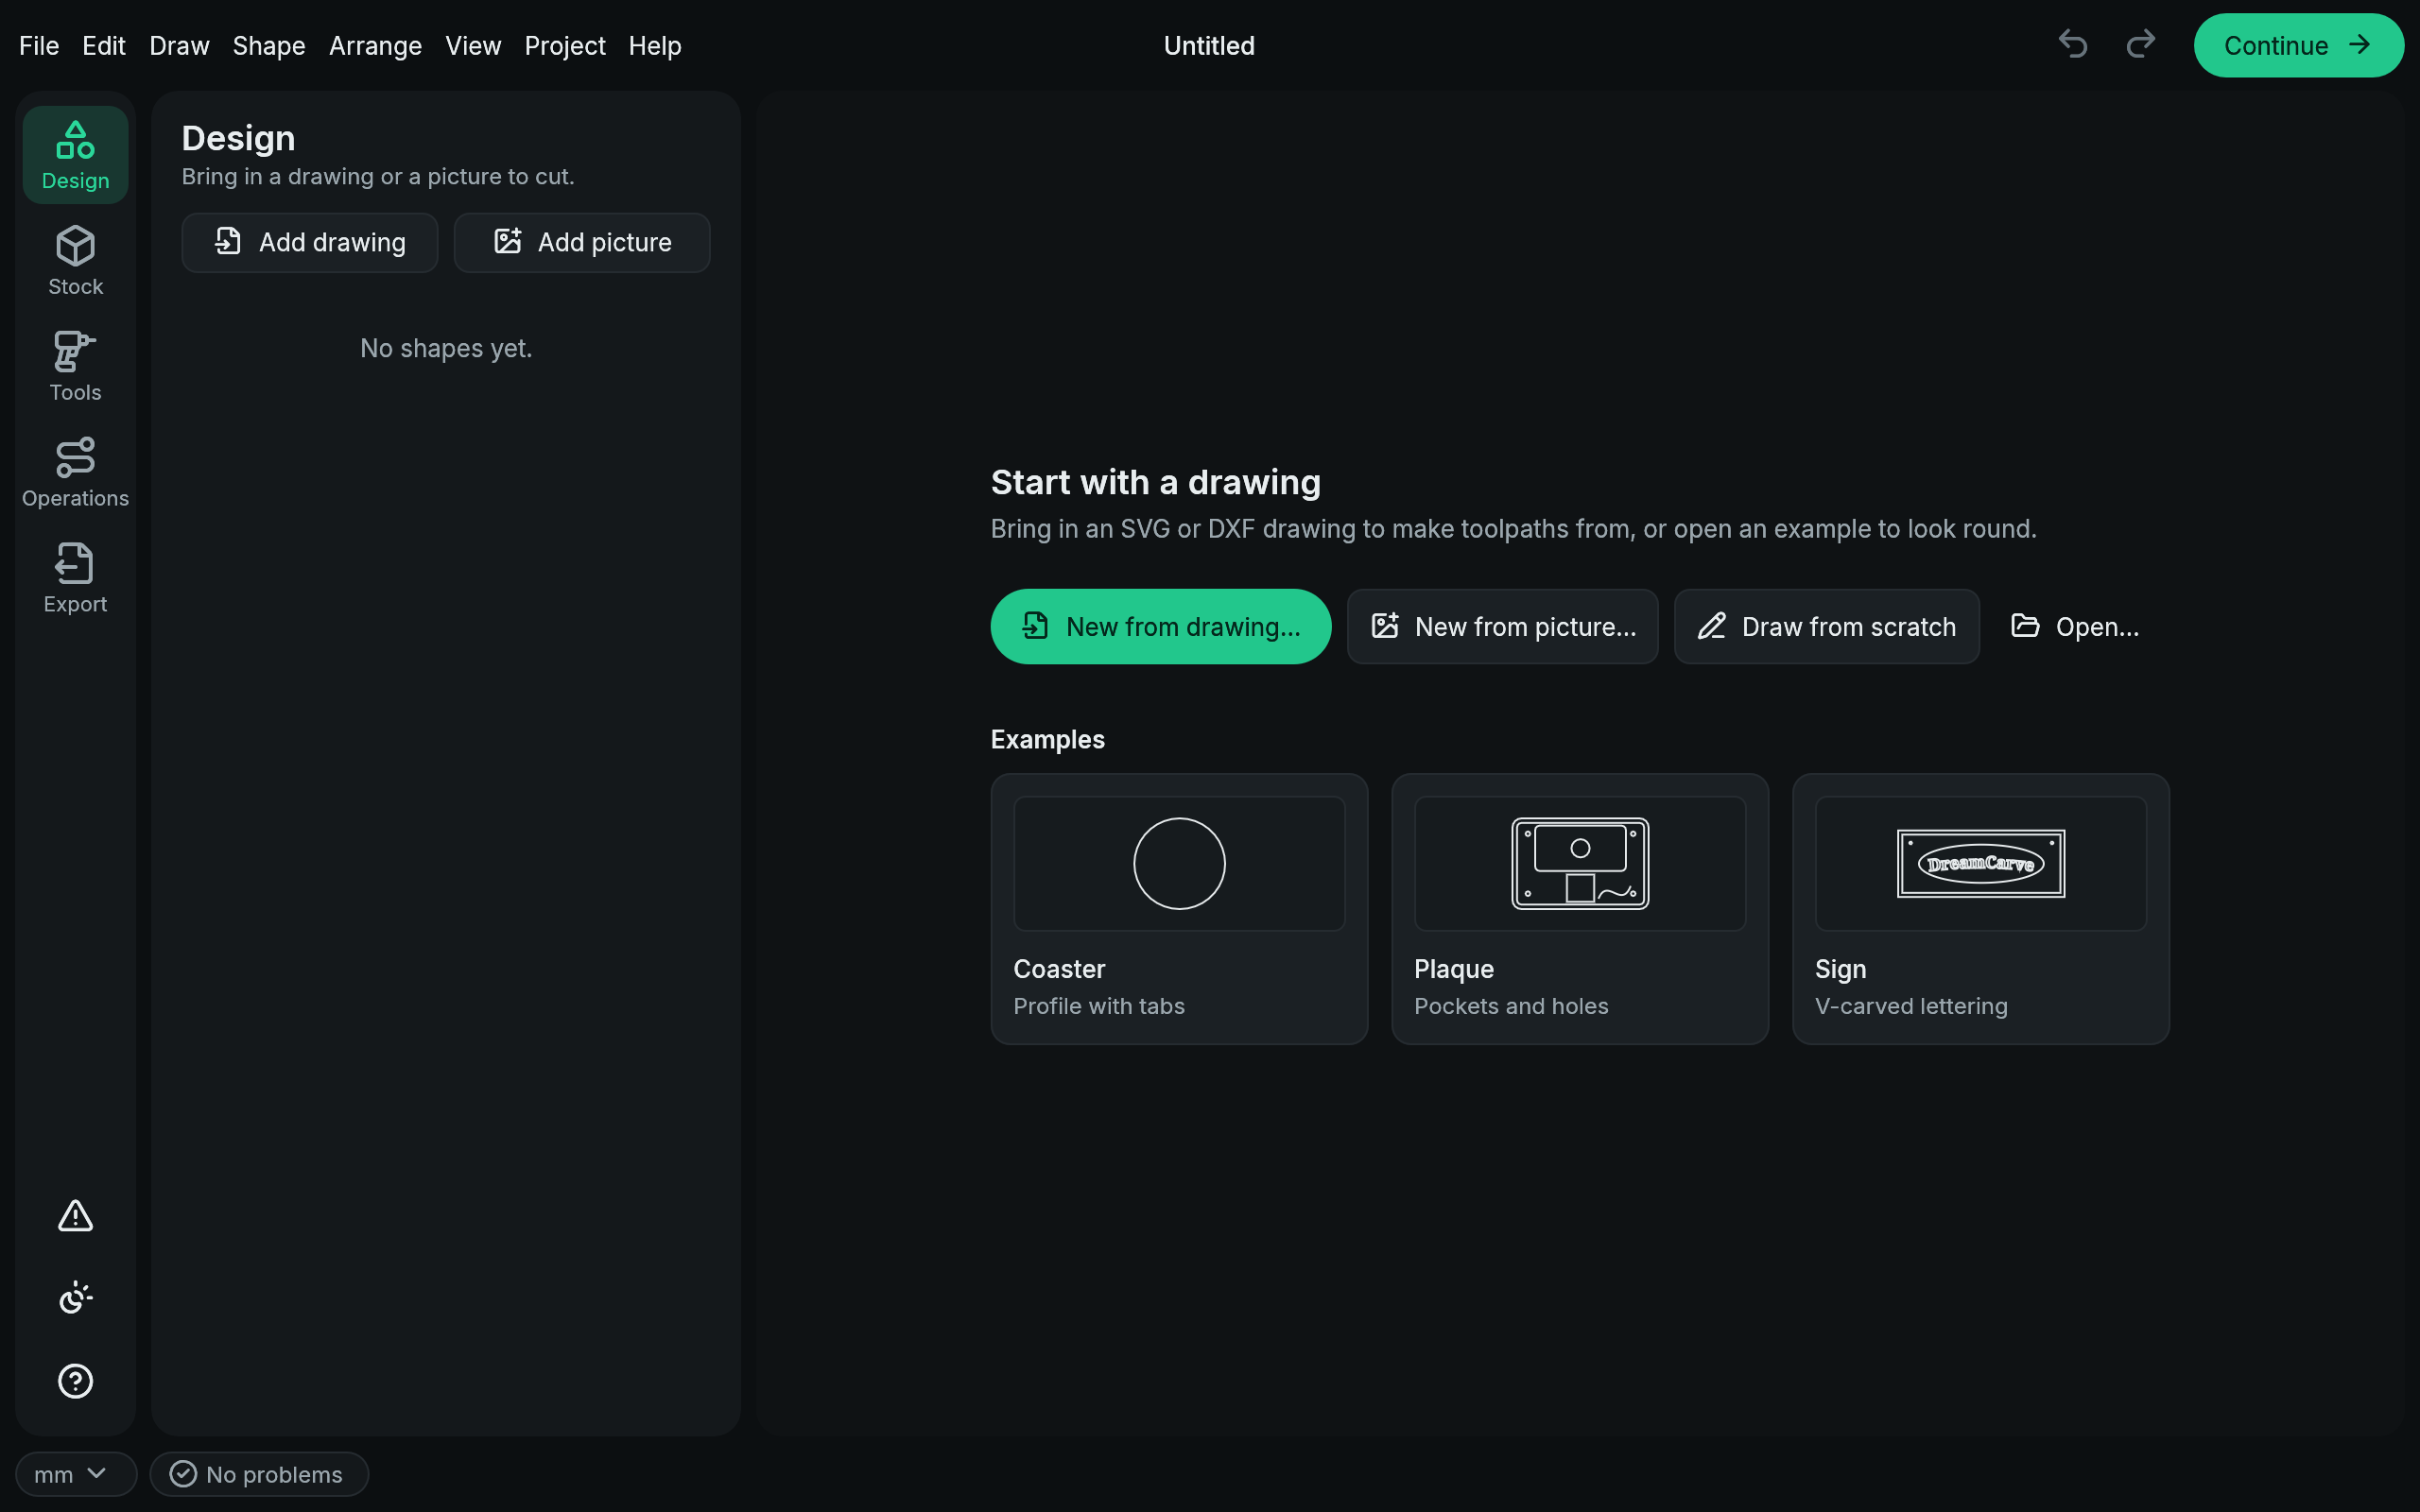 File Edit Draw Shape Arrange View Project Help
Untitled
Continue
Design
Stock
Tools
Operations
Export
Design
Bring in a drawing or a picture to cut.
Add drawing
Add picture
No shapes yet.
Start with a drawing
Bring in an SVG or DXF drawing to make toolpaths from, or open an example to look round.
New from drawing...
New from picture...
Draw from scratch
Open...
Examples
DreamCarve
Coaster
Profile with tabs
Plaque
Pockets and holes
Sign
V-carved lettering
mm
No problems